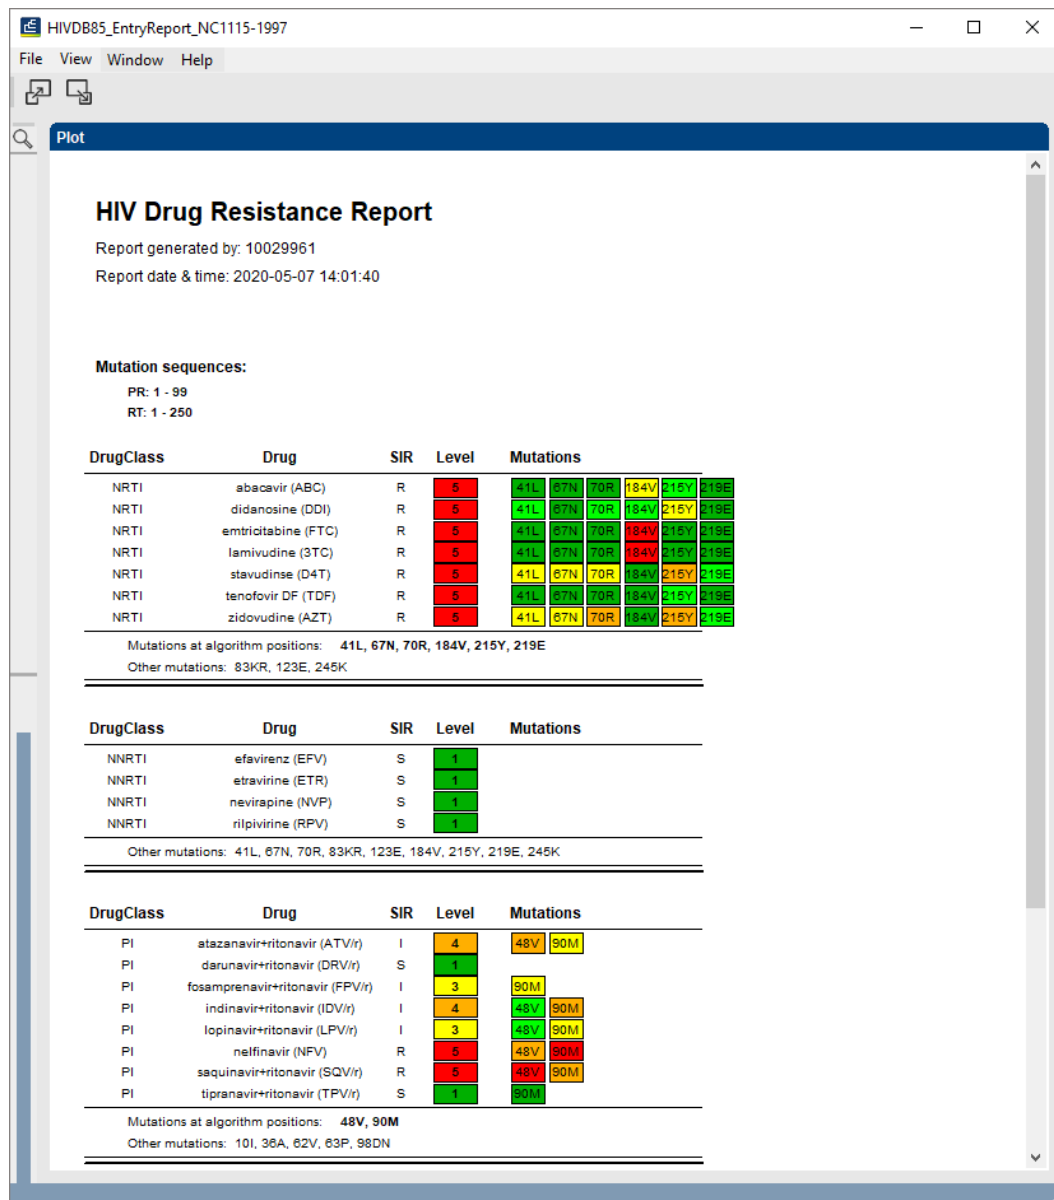 HIVDB85_EntryReport_NC1115-1997
File View Window Help
Plot
HIV Drug Resistance Report
Report generated by: 10029961
Report date & time: 2020-05-07 14:01:40
Mutation sequences:
PR: 1 - 99
RT: 1 - 250
DrugClass Drug SIR Level Mutations
NRTI abacavir (ABC) R 5 41L 67N 70R 184V 215Y 219E
NRTI didanosine (DDI) R 5 41L 67N 70R 184V 215Y 219E
NRTI emtricitabine (FTC) R 5 41L 67N 70R 184V 215Y 219E
NRTI lamivudine (3TC) R 5 41L 67N 70R 184V 215Y 219E
NRTI stavudinse (D4T) R 5 41L 67N 70R 184V 215Y 219E
NRTI tenofovir DF (TDF) R 5 41L 67N 70R 184V 215Y 219E
NRTI zidovudine (AZT) R 5 41L 67N 70R 184V 215Y 219E
Mutations at algorithm positions: 41L, 67N, 70R, 184V, 215Y, 219E
Other mutations: 83KR, 123E, 245K
DrugClass Drug SIR Level Mutations
NNRTI efavirenz (EFV) S 1
NNRTI etravirine (ETR) S 1
NNRTI nevirapine (NVP) S 1
NNRTI rilpivirine (RPV) S 1
Other mutations: 41L, 67N, 70R, 83KR, 123E, 184V, 215Y, 219E, 245K
DrugClass Drug SIR Level Mutations
PI atazanavir+ritonavir (ATV/r) I 4 48V 90M
PI darunavir+ritonavir (DRV/r) S 1
PI fosamprenavir+ritonavir (FPV/r) I 3 90M
PI indinavir+ritonavir (IDV/r) I 4 48V 90M
PI lopinavir+ritonavir (LPV/r) I 3 48V 90M
PI nelfinavir (NFV) R 5 48V 90M
PI saquinavir+ritonavir (SQV/r) R 5 48V 90M
PI tipranavir+ritonavir (TPV/r) S 1 90M
Mutations at algorithm positions: 48V, 90M
Other mutations: 10I, 36A, 62V, 63P, 98DN